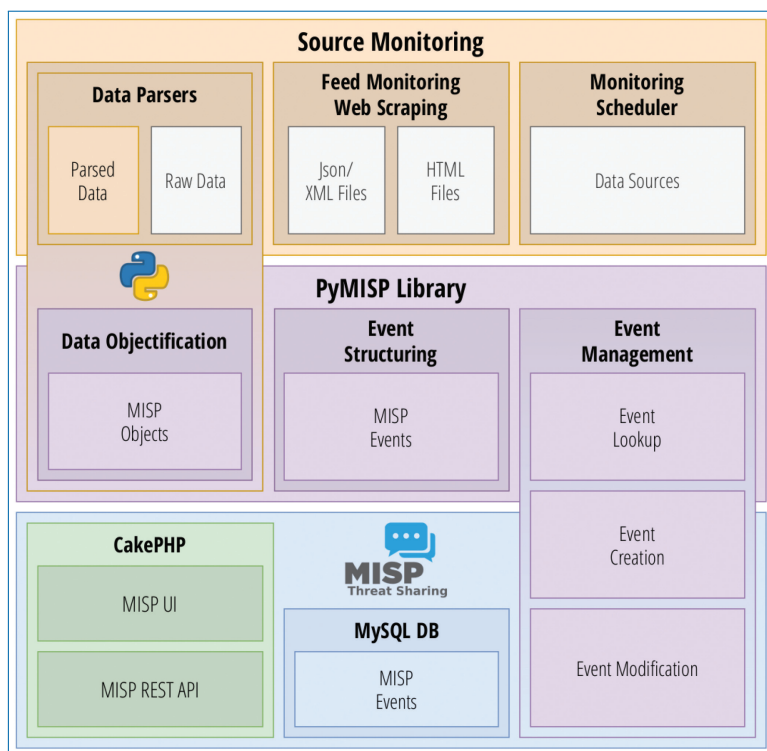 Source Monitoring
Data Parsers
Parsed
Data
Raw Data
Feed Monitoring
Web Scraping
Json/
XML Files
HTML
Files
Monitoring
Scheduler
Data Sources
PyMISP Library
Data Objectification
MISP
Objects
Event
Structuring
MISP
Events
Event
Management
Event
Lookup
Event
Creation
Event Modification
CakePHP
MISP UI
MISP REST API
MISP
Threat Sharing
MySQL DB
MISP
Events